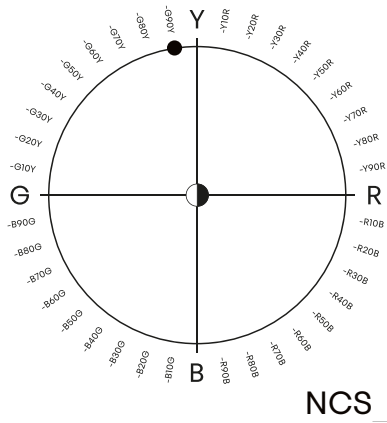 Y
-Y10R
-Y20R
-Y30R
-Y40R
-Y50R
-Y60R
-Y70R
-Y80R
-Y90R
R
-R10B
-R20B
-R30B
-R40B
-R50B
-R60B
-R70B
-R80B
-R90B
B
-B10G
-B20G
-B30G
-B40G
-B50G
-B60G
-B70G
-B80G
-B90G
G
-G10Y
-G20Y
-G30Y
-G40Y
-G50Y
-G60Y
-G70Y
-G80Y
-G90Y
NCS